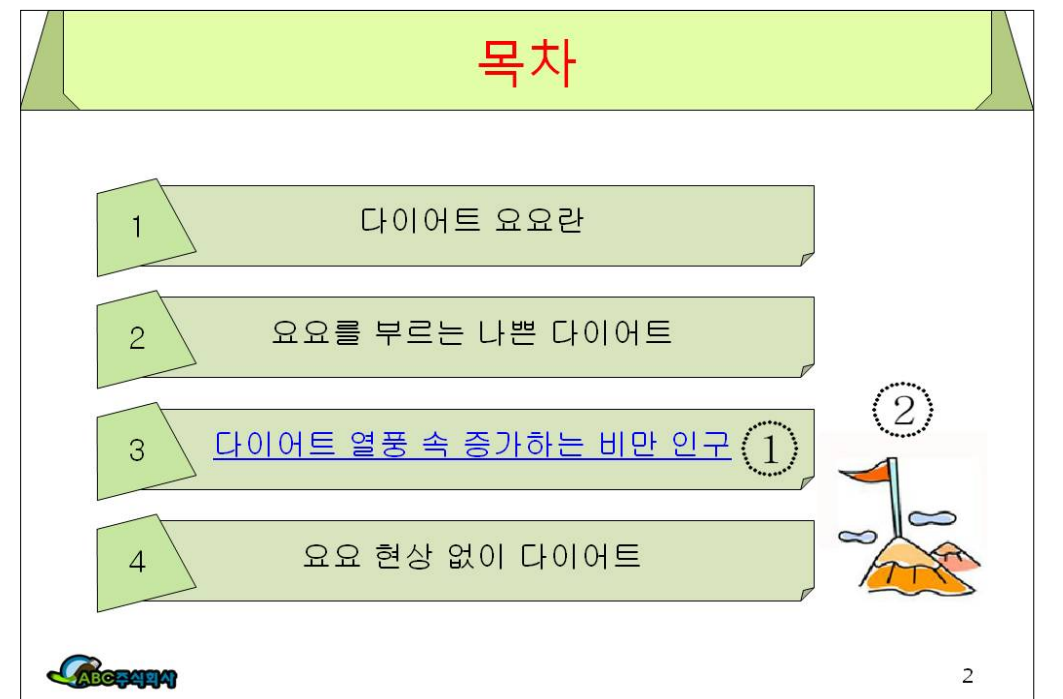 목차
1 다이어트 요요란
2 요요를 부르는 나쁜 다이어트
②
3 다이어트 열풍 속 증가하는 비만 인구 ①
4 요요 현상 없이 다이어트
ABC주식회사
2